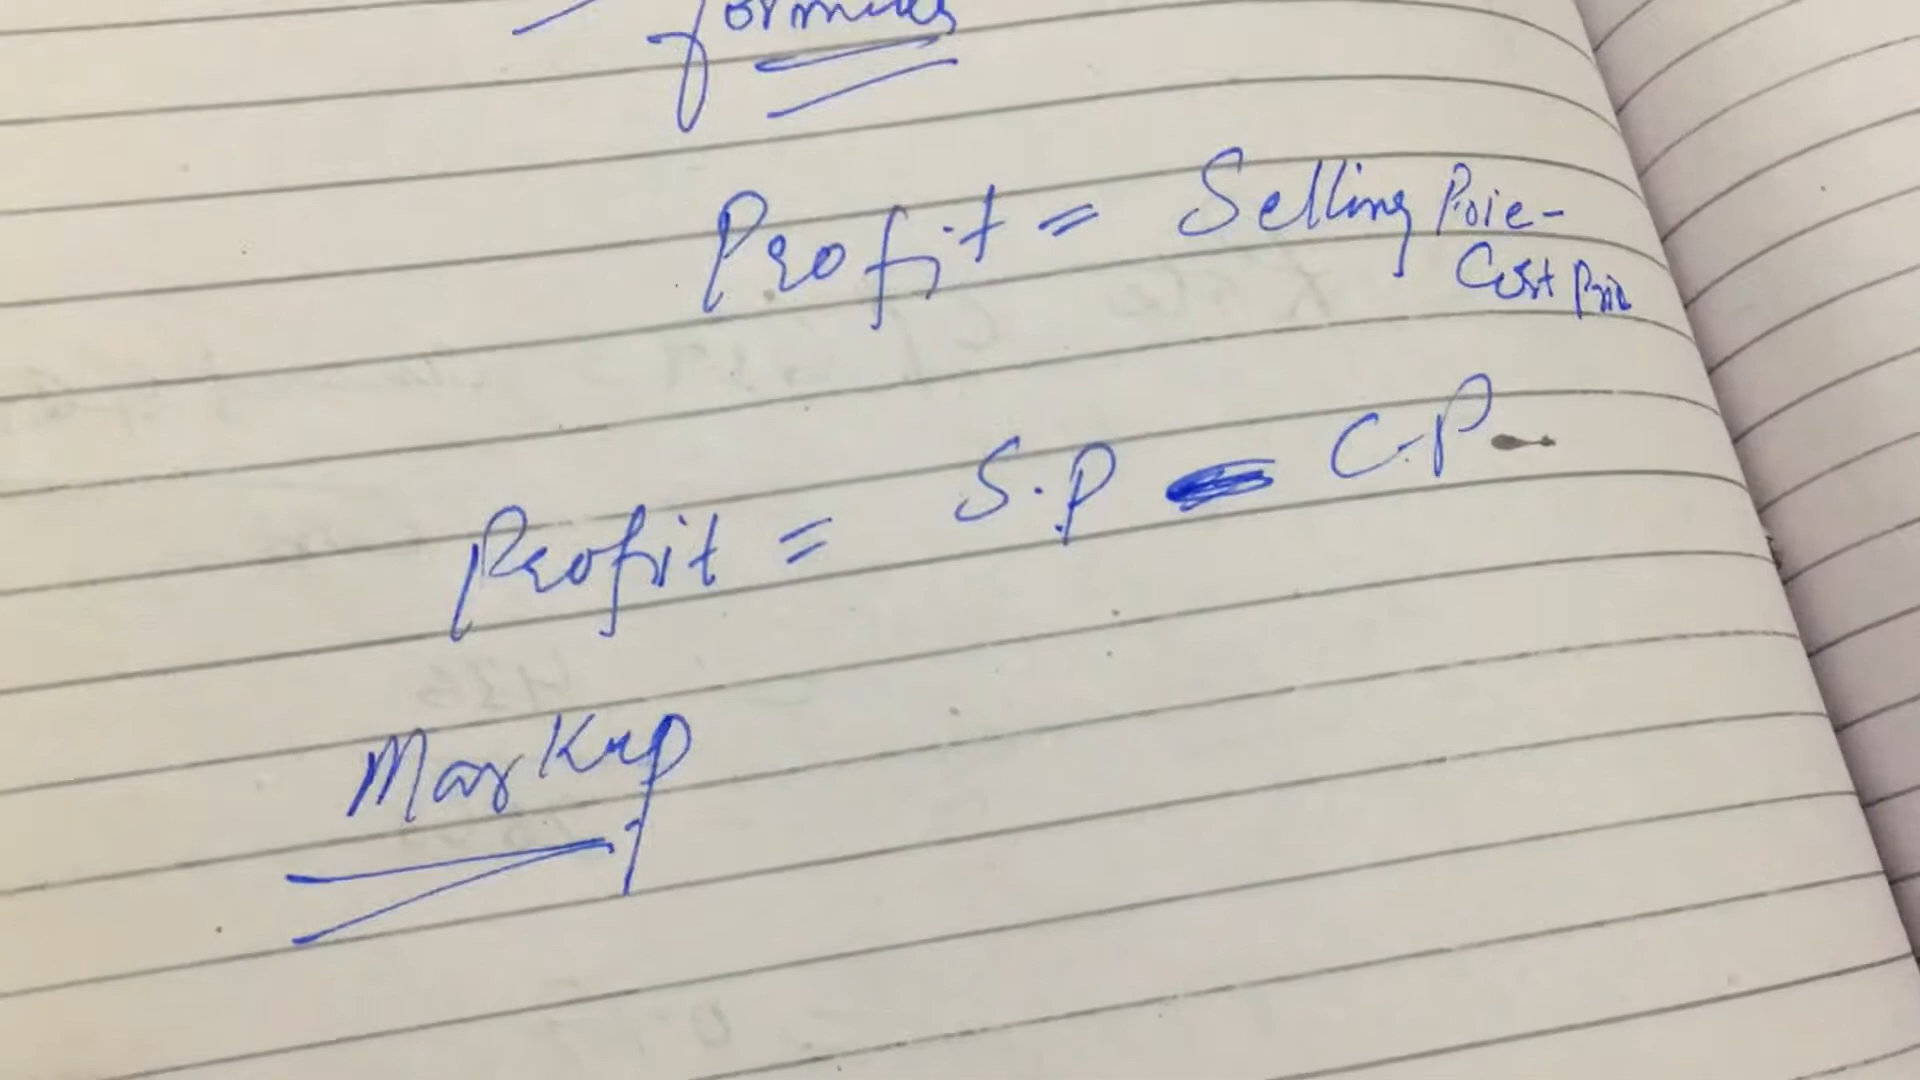 formulas
Profit = Selling Price -
Cost Price
Profit = S.P - C.P
Markup